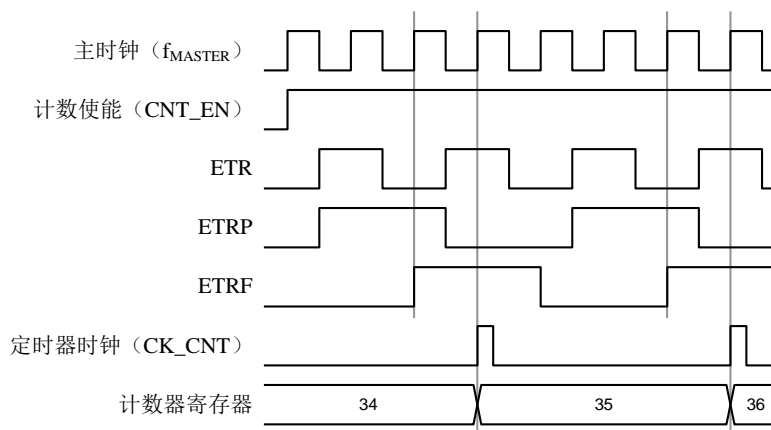 主时钟（fMASTER）
计数使能（CNT_EN）
ETR
ETRP
ETRF
定时器时钟（CK_CNT）
计数器寄存器 34 35 36